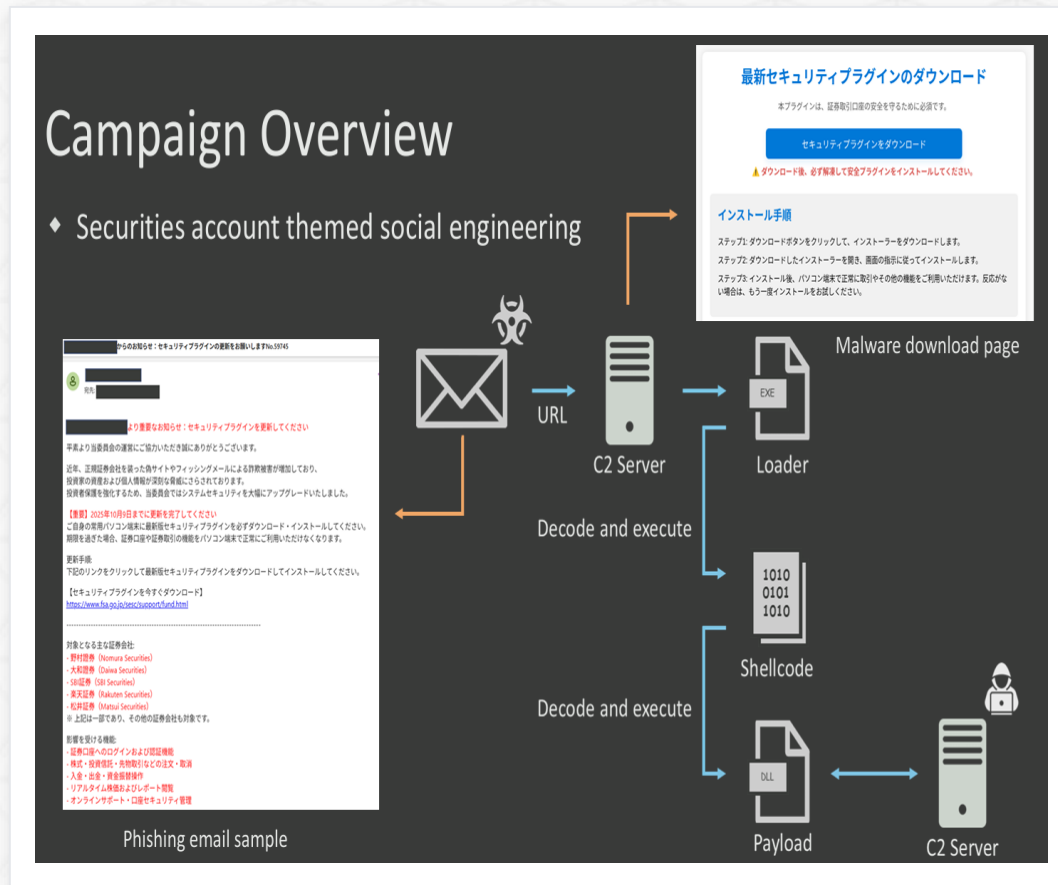 Campaign Overview
◆ Securities account themed social engineering
最新セキュリティプラグインのダウンロード
本プラグインは、証券取引口座の安全を守るために必須です。
セキュリティプラグインをダウンロード
⚠ ダウンロード後、必ず解凍して安全プラグインをインストールしてください。
インストール手順
ステップ1: ダウンロードボタンをクリックして、インストーラーをダウンロードします。
ステップ2: ダウンロードしたインストーラーを開き、画面の指示に従ってインストールします。
ステップ3: インストール後、パソコン端末で正常に取引やその他の機能をご利用いただけます。反応がな
い場合は、もう一度インストールをお試しください。
Malware download page
からのお知らせ：セキュリティプラグインの更新をお願いしますNo.59745
宛先:
より重要なお知らせ：セキュリティプラグインを更新してください
平素より当委員会の運営にご協力いただき誠にありがとうございます。
近年、正規証券会社を装った偽サイトやフィッシングメールによる詐欺被害が増加しており、
投資家の資産および個人情報が深刻な脅威にさらされております。
投資者保護を強化するため、当委員会ではシステムセキュリティを大幅にアップグレードいたしました。
【重要】2025年10月9日までに更新を完了してください
ご自身の常用パソコン端末に最新版セキュリティプラグインを必ずダウンロード・インストールしてください。
期限を過ぎた場合、証券口座や証券取引の機能をパソコン端末で正常にご利用いただけなくなります。
更新手順:
下記のリンクをクリックして最新版セキュリティプラグインをダウンロードしてインストールしてください。
【セキュリティプラグインを今すぐダウンロード】
https://www.fsa.go.jp/sesc/support/fund.html
対象となる主な証券会社:
- 野村證券（Nomura Securities）
- 大和證券（Daiwa Securities）
- SBI証券（SBI Securities）
- 楽天証券（Rakuten Securities）
- 松井証券（Matsui Securities）
※ 上記は一部であり、その他の証券会社も対象です。
影響を受ける機能:
- 証券口座へのログインおよび認証機能
- 株式・投資信託・先物取引などの注文・取消
- 入金・出金・資金振替操作
- リアルタイム株価およびレポート閲覧
- オンラインサポート・口座セキュリティ管理
Phishing email sample
URL
C2 Server
EXE
Loader
Decode and execute
1010
0101
1010
Shellcode
Decode and execute
DLL
Payload
C2 Server